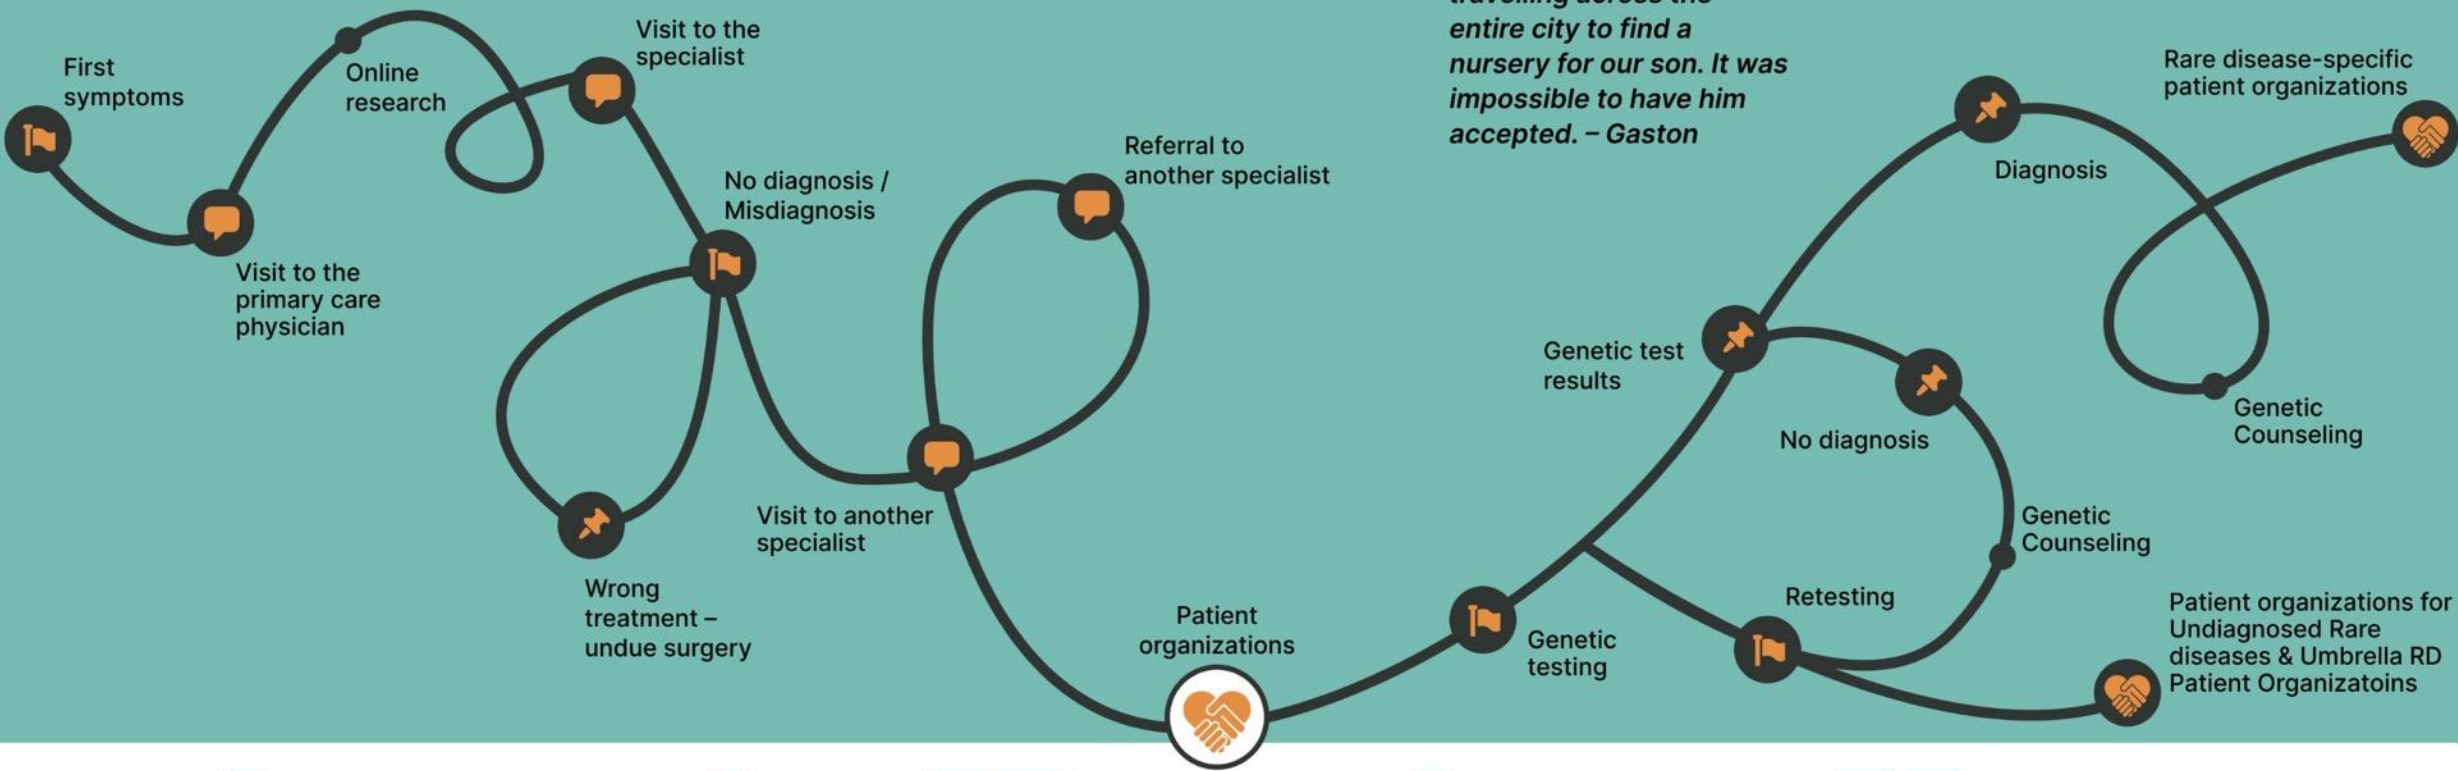 First
symptoms
Visit to the
primary care
physician
Online
research
Visit to the
specialist
No diagnosis /
Misdiagnosis
Wrong
treatment –
undue surgery
Visit to another
specialist
Referral to
another specialist
Patient
organizations
travelling across the
entire city to find a
nursery for our son. It was
impossible to have him
accepted. – Gaston
Genetic
testing
Genetic test
results
Diagnosis
No diagnosis
Genetic
Counseling
Retesting
Rare disease-specific
patient organizations
Genetic
Counseling
Patient organizations for
Undiagnosed Rare
diseases & Umbrella RD
Patient Organizatoins